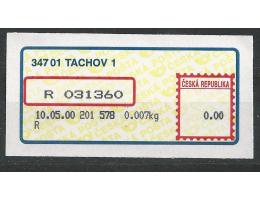 347 01 TACHOV 1
R 031360
ČESKÁ REPUBLIKA
10.05.00 201 578 0.007kg
0.00
R